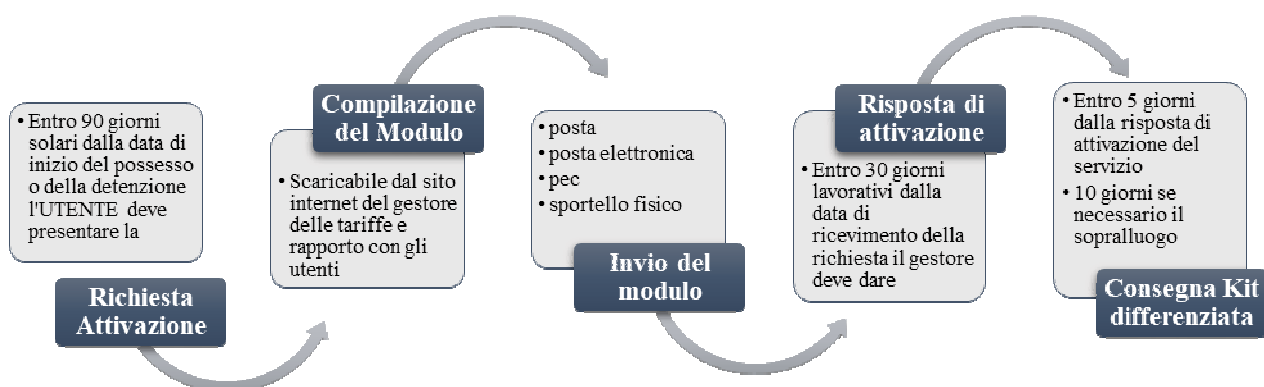 • Entro 90 giorni
solari dalla data di
inizio del possesso
o della detenzione
l'UTENTE deve
presentare la
Richiesta
Attivazione
Compilazione
del Modulo
• Scaricabile dal sito
internet del gestore
delle tariffe e
rapporto con gli
utenti
• posta
• posta elettronica
• pec
• sportello fisico
Invio del
modulo
Risposta di
attivazione
• Entro 30 giorni
lavorativi dalla
data di
ricevimento della
richiesta il gestore
deve dare
• Entro 5 giorni
dalla risposta di
attivazione del
servizio
• 10 giorni se
necessario il
sopralluogo
Consegna Kit
differenziata